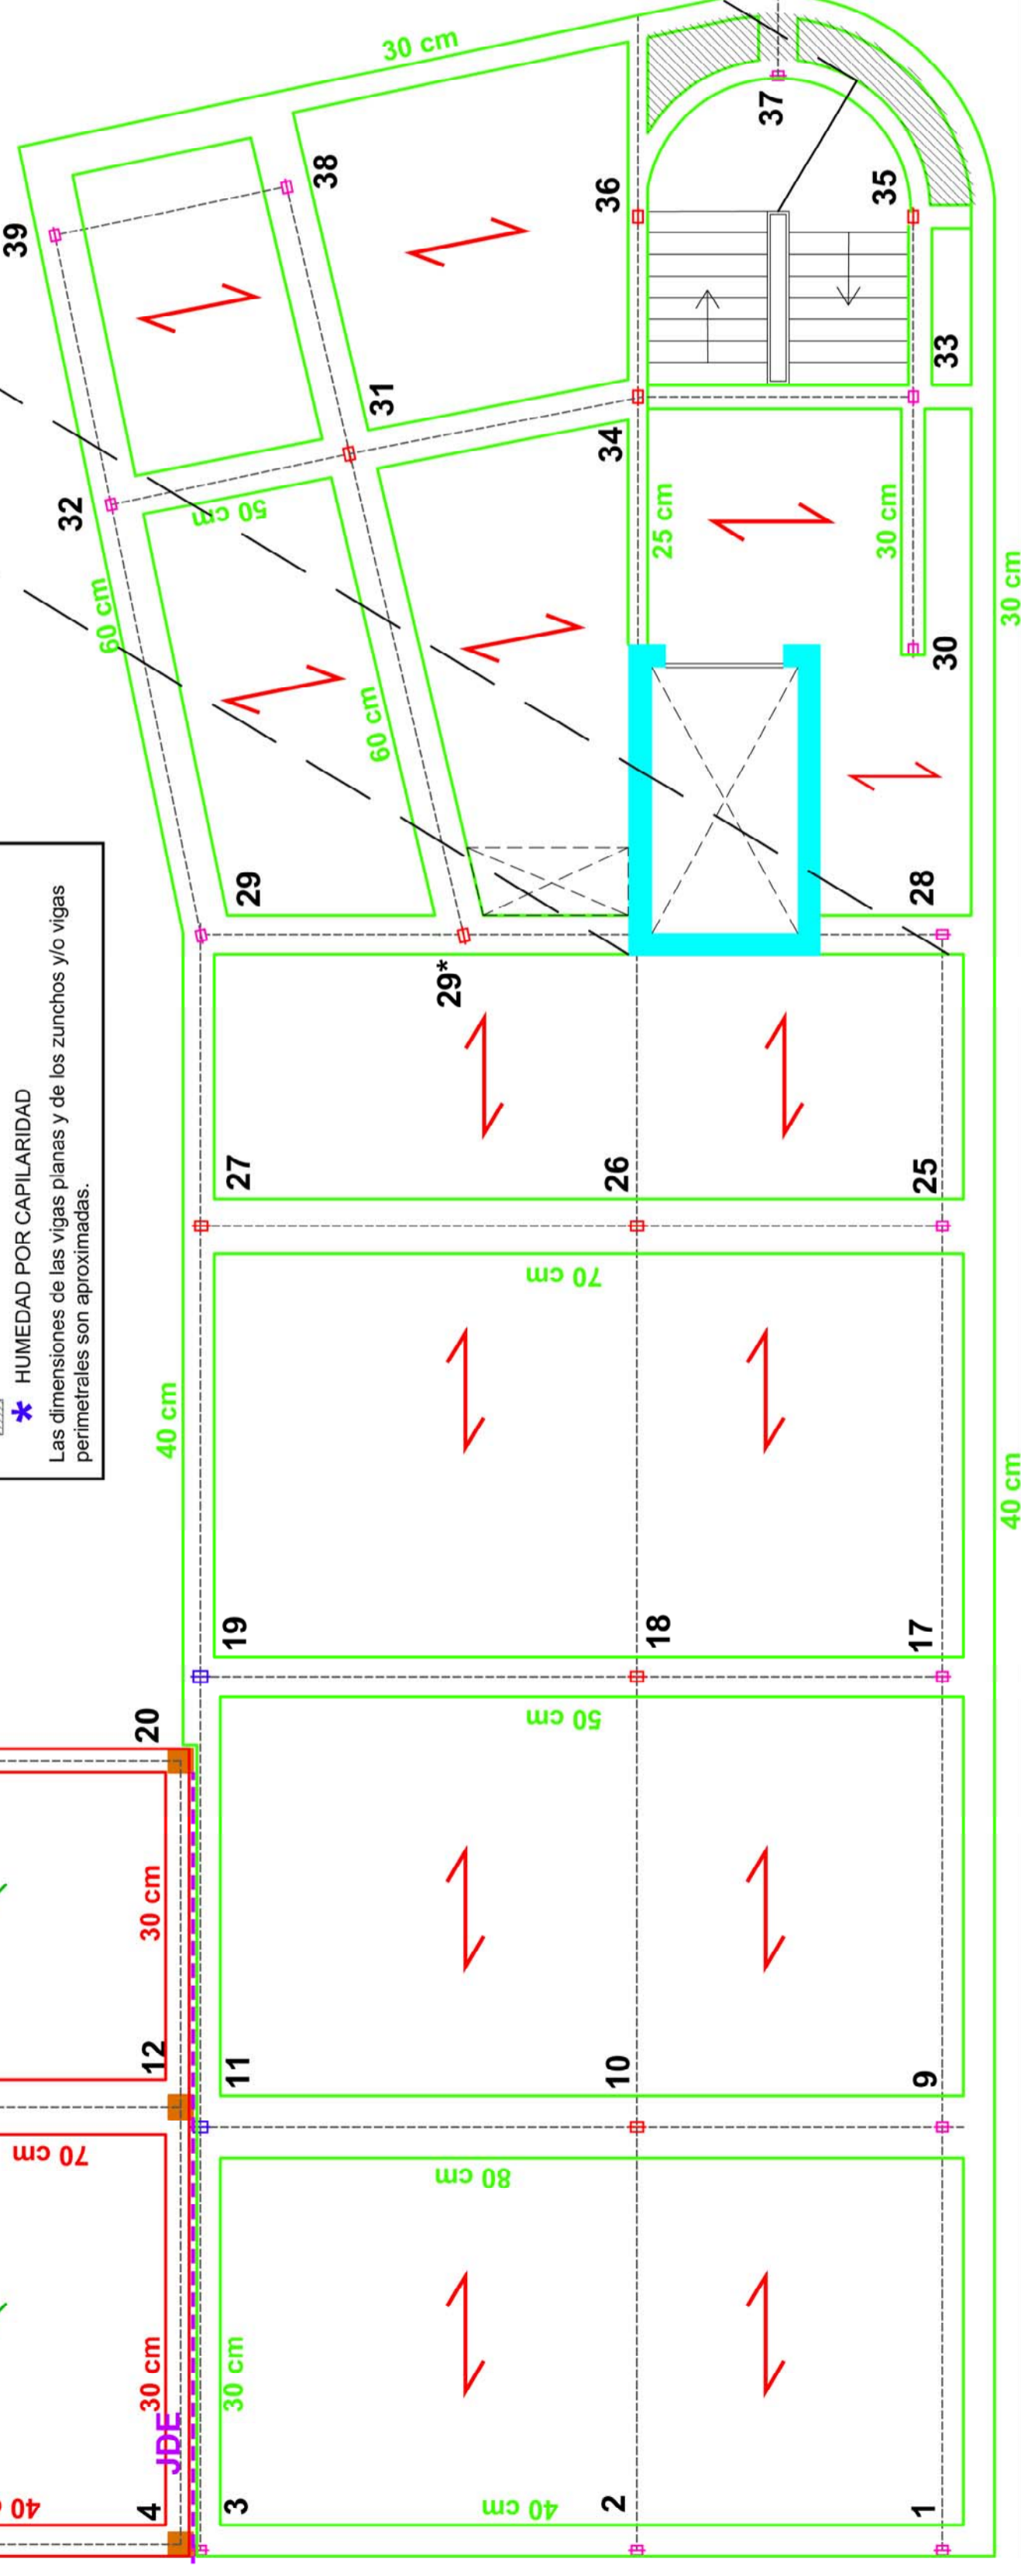 * HUMEDAD POR CAPILARIDAD
Las dimensiones de las vigas planas y de los zunchos y/o vigas
perimetrales son aproximadas.
40 cm
30 cm
JDE
4
70 cm
12
30 cm
20
40 cm
3
30 cm
11
19
27
29
60 cm
32
39
40 cm
80 cm
50 cm
70 cm
29*
60 cm
50 cm
31
38
30 cm
2
10
18
26
34
36
25 cm
37
1
9
17
25
28
30
30 cm
33
35
40 cm
30 cm